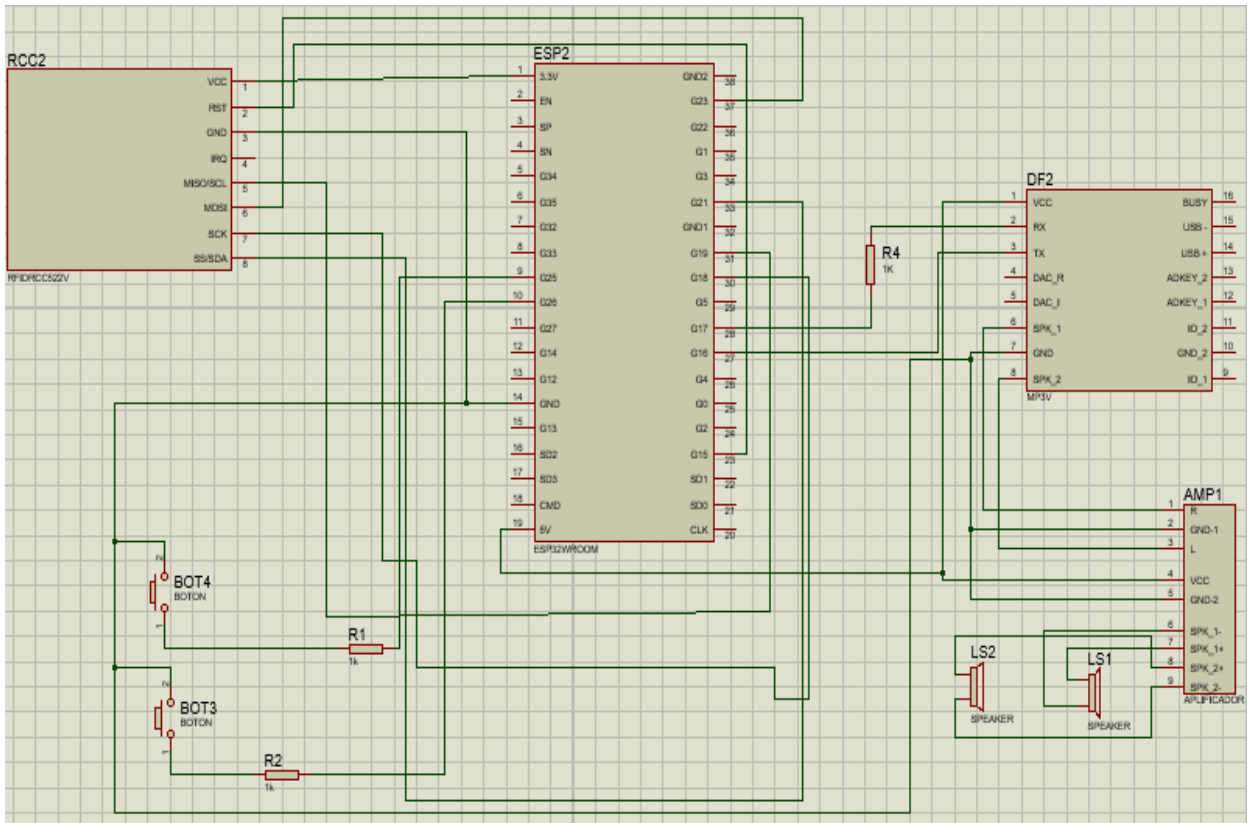 RCC2
VCC 1
RST 2
GND 3
IRQ 4
MISO/SCL 5
MOSI 6
SCK 7
SS/SDA 8
RFIDRCC522V
ESP2
1 3.3V
2 EN
3 SP
4 SN
5 G34
6 G35
7 G32
8 G33
9 G25
10 G26
11 G27
12 G14
13 G12
14 GND
15 G13
16 SD2
17 SD3
18 CMD
19 5V
GND2 38
G23 37
G22 36
G1 35
G3 34
G21 33
GND1 32
G19 31
G18 30
G5 29
G17 28
G16 27
G4 26
G0 25
G2 24
G15 23
SD1 22
SD0 21
CLK 20
ESP32WROOM
R4
1K
DF2
1 VCC
2 RX
3 TX
4 DAC_R
5 DAC_I
6 SPK_1
7 GND
8 SPK_2
BUSY 16
USB - 15
USB + 14
ADKEY_2 13
ADKEY_1 12
IO_2 11
GND_2 10
IO_1 9
MP3V
AMP1
1 R
2 GND-1
3 L
4 VCC
5 GND-2
6 SPK_1-
7 SPK_1+
8 SPK_2+
9 SPK_2-
APLIFICADOR
LS2
SPEAKER
LS1
SPEAKER
2
BOT4
BOTON
1
R1
1k
2
BOT3
BOTON
1
R2
1k